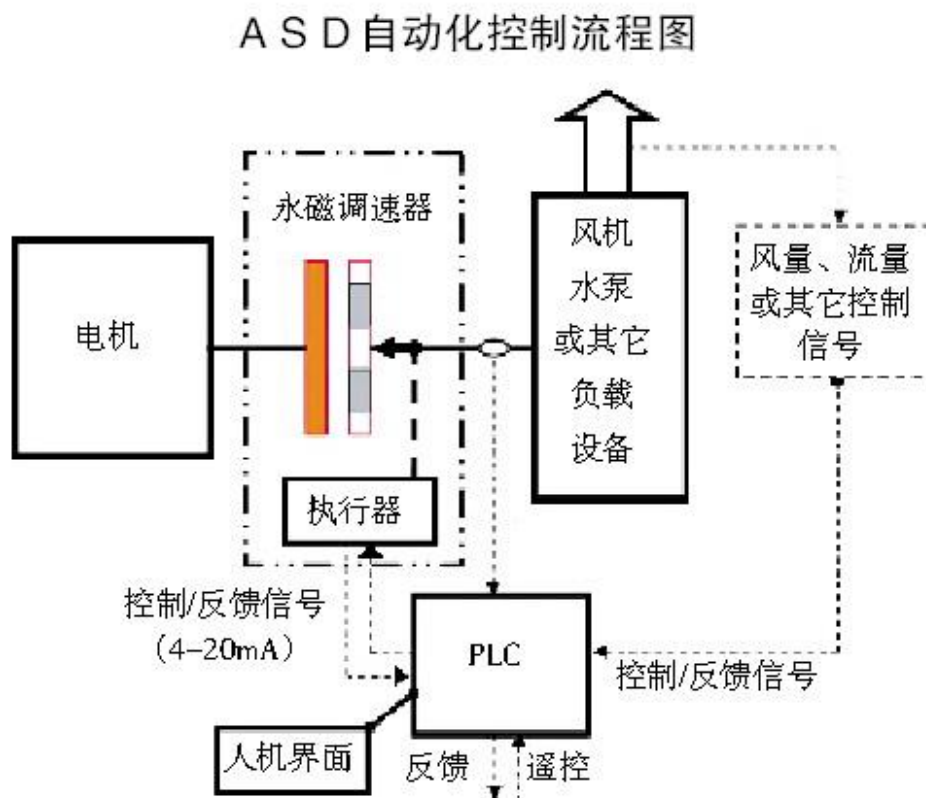 ASD自动化控制流程图
永磁调速器
电机
风机
水泵
或其它
负载
设备
风量、流量
或其它控制
信号
执行器
控制/反馈信号
（4-20mA）
PLC
控制/反馈信号
人机界面
反馈
遥控